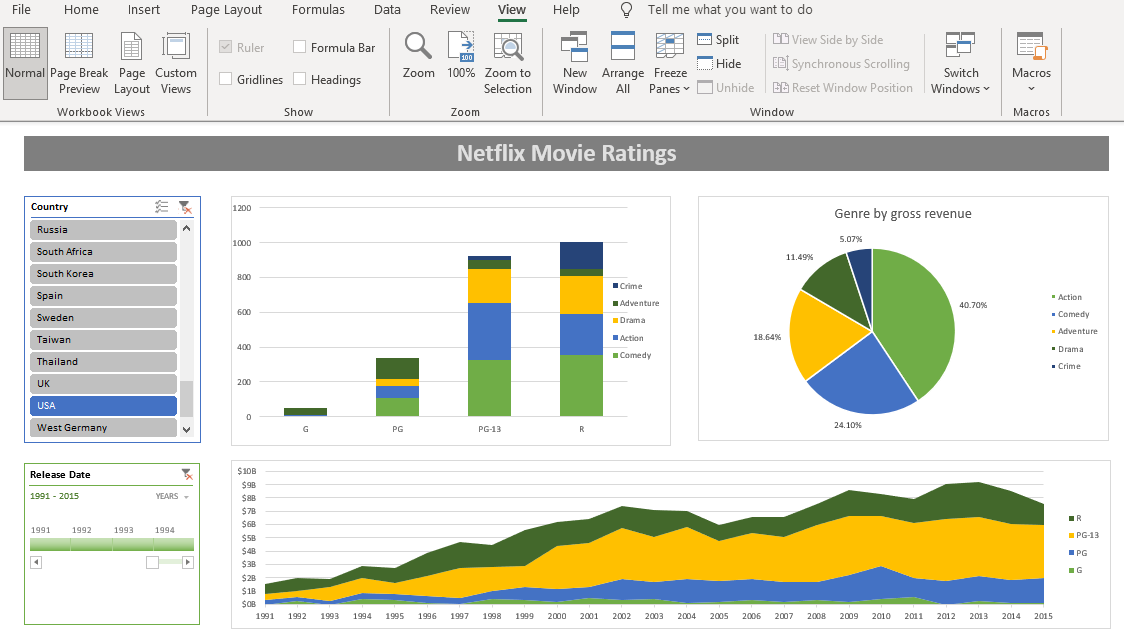 File Home Insert Page Layout Formulas Data Review View Help Tell me what you want to do
Normal
Page Break Preview
Page Layout
Custom Views
Workbook Views
Ruler
Formula Bar
Gridlines
Headings
Show
Zoom
100%
Zoom to Selection
Zoom
New Window
Arrange All
Freeze Panes
Split
Hide
Unhide
View Side by Side
Synchronous Scrolling
Reset Window Position
Window
Switch Windows
Macros
Macros
Netflix Movie Ratings
Country
Russia
South Africa
South Korea
Spain
Sweden
Taiwan
Thailand
UK
USA
West Germany
1200
1000
800
600
400
200
0
G PG PG-13 R
Crime
Adventure
Drama
Action
Comedy
Genre by gross revenue
5.07%
11.49%
40.70%
18.64%
24.10%
Action
Comedy
Adventure
Drama
Crime
Release Date
1991 - 2015 YEARS
1991 1992 1993 1994
$10B
$9B
$8B
$7B
$6B
$5B
$4B
$3B
$2B
$1B
$0B
1991 1992 1993 1994 1995 1996 1997 1998 1999 2000 2001 2002 2003 2004 2005 2006 2007 2008 2009 2010 2011 2012 2013 2014 2015
R
PG-13
PG
G